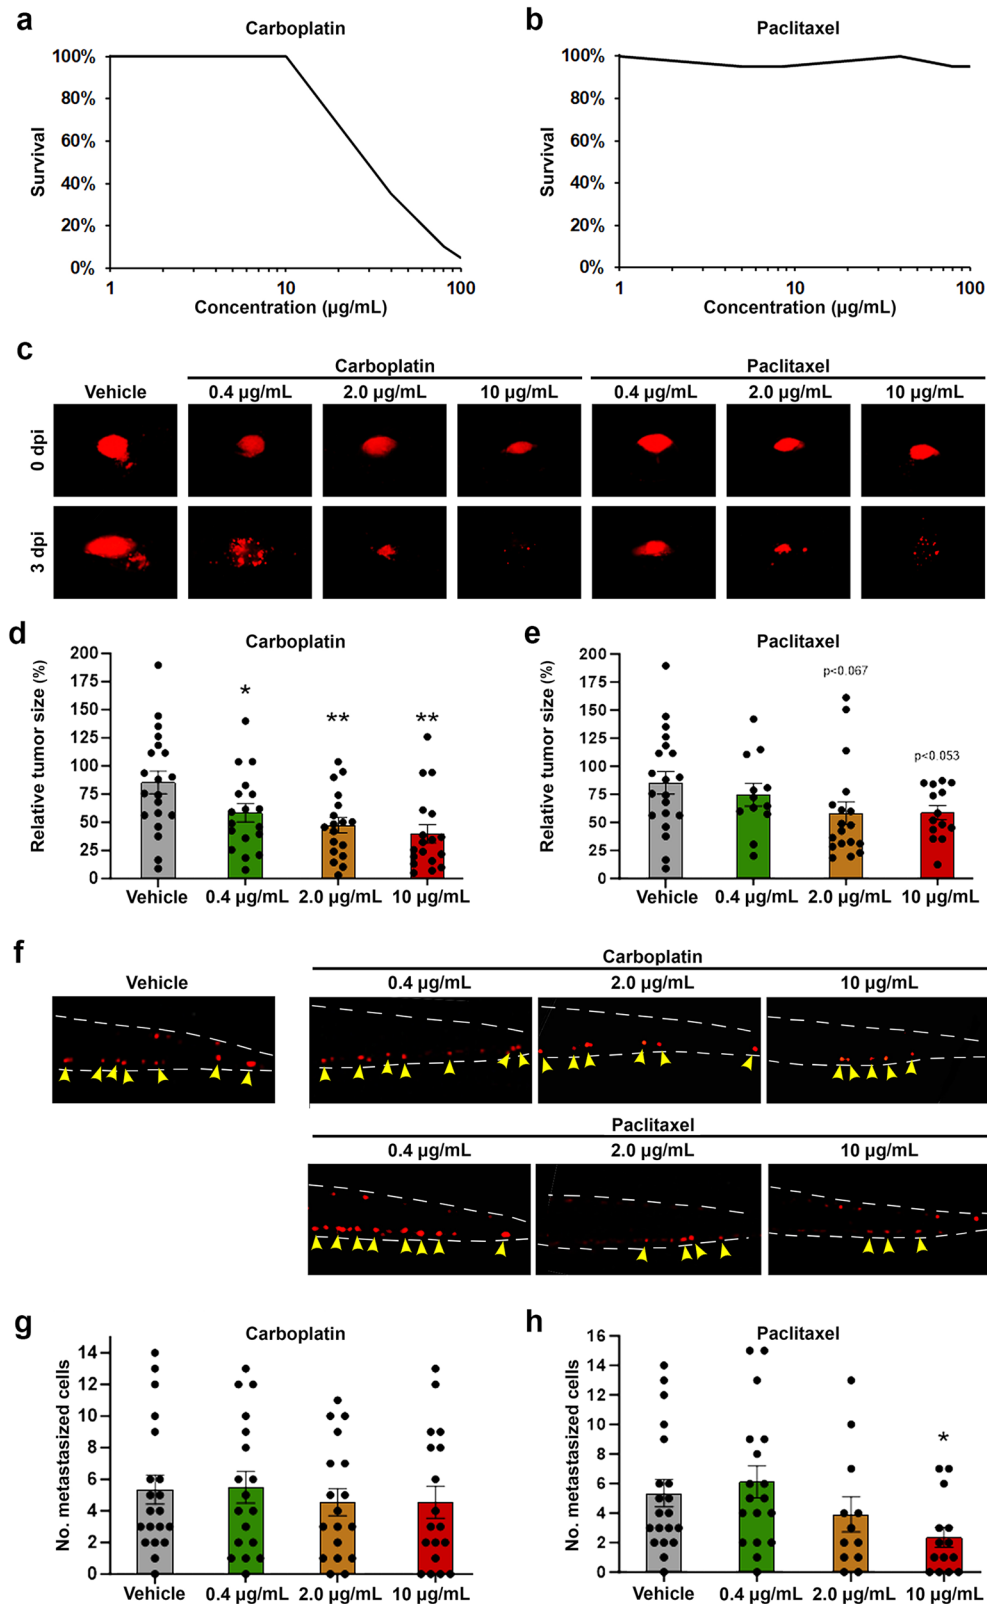 a
Carboplatin
100%
80%
60%
40%
20%
0%
Survival
1
10
100
Concentration (µg/mL)
b
Paclitaxel
100%
80%
60%
40%
20%
0%
Survival
1
10
100
Concentration (µg/mL)
c
Carboplatin
Paclitaxel
Vehicle
0.4 µg/mL
2.0 µg/mL
10 µg/mL
0.4 µg/mL
2.0 µg/mL
10 µg/mL
0 dpi
3 dpi
d
Carboplatin
200
175
150
125
100
75
50
25
0
Relative tumor size (%)
*
**
**
Vehicle
0.4 µg/mL
2.0 µg/mL
10 µg/mL
e
Paclitaxel
200
175
150
125
100
75
50
25
0
Relative tumor size (%)
p<0.067
p<0.053
Vehicle
0.4 µg/mL
2.0 µg/mL
10 µg/mL
f
Carboplatin
Vehicle
0.4 µg/mL
2.0 µg/mL
10 µg/mL
Paclitaxel
0.4 µg/mL
2.0 µg/mL
10 µg/mL
g
Carboplatin
14
12
10
8
6
4
2
0
No. metastasized cells
Vehicle
0.4 µg/mL
2.0 µg/mL
10 µg/mL
h
Paclitaxel
16
14
12
10
8
6
4
2
0
No. metastasized cells
*
Vehicle
0.4 µg/mL
2.0 µg/mL
10 µg/mL